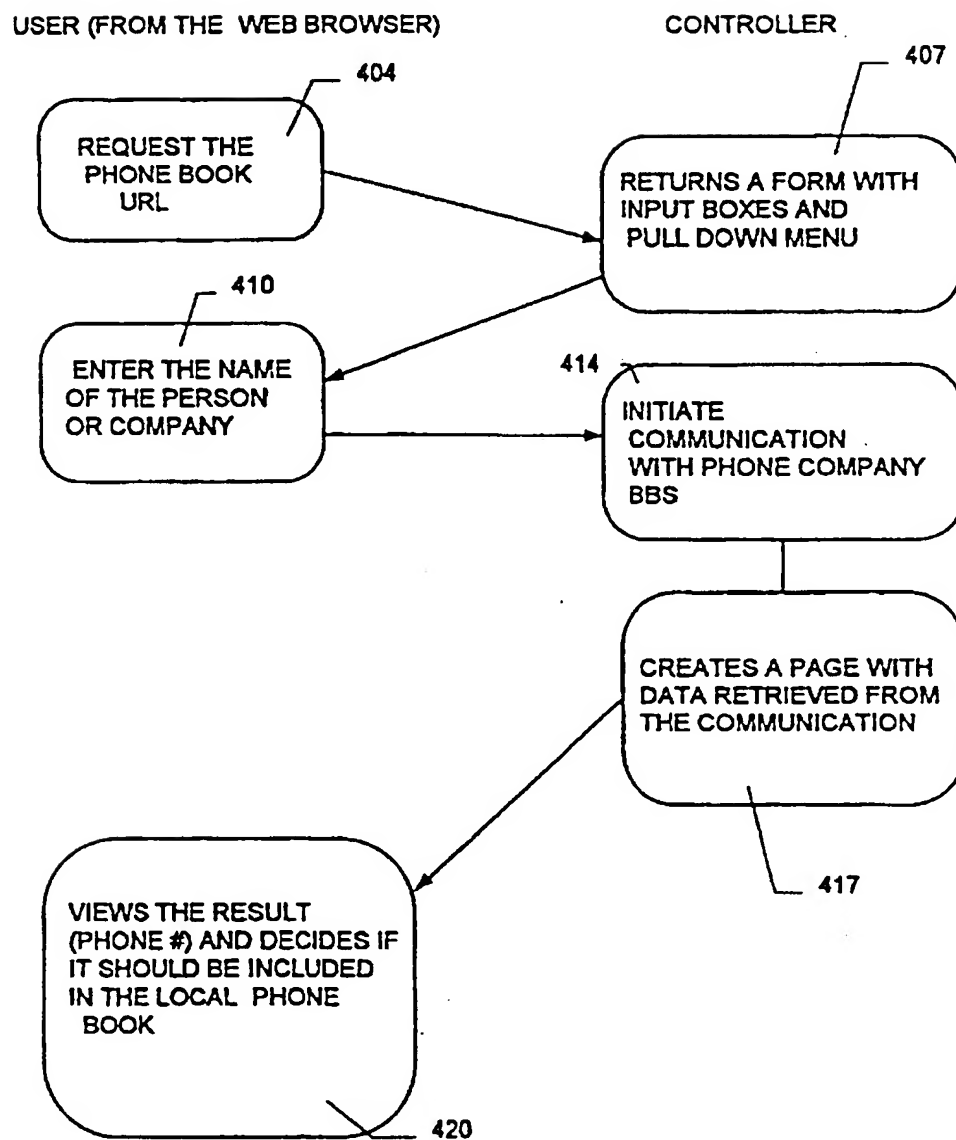 USER (FROM THE WEB BROWSER)
CONTROLLER
404
REQUEST THE
PHONE BOOK
URL
407
RETURNS A FORM WITH
INPUT BOXES AND
PULL DOWN MENU
410
ENTER THE NAME
OF THE PERSON
OR COMPANY
414
INITIATE
COMMUNICATION
WITH PHONE COMPANY
BBS
CREATES A PAGE WITH
DATA RETRIEVED FROM
THE COMMUNICATION
417
VIEWS THE RESULT
(PHONE #) AND DECIDES IF
IT SHOULD BE INCLUDED
IN THE LOCAL PHONE
BOOK
420